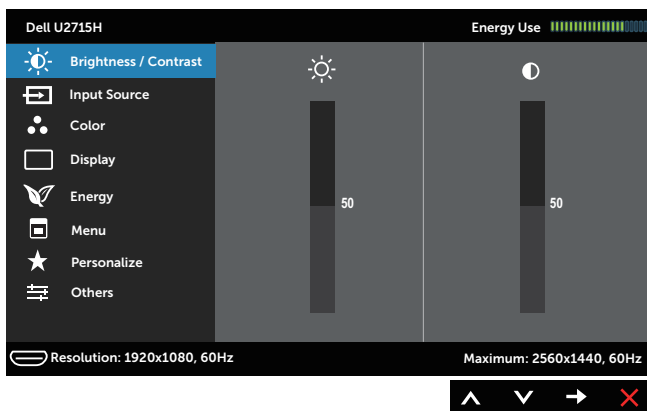 Dell U2715H
Energy Use
Brightness / Contrast
Input Source
Color
Display
Energy
Menu
Personalize
Others
50
50
Resolution: 1920x1080, 60Hz
Maximum: 2560x1440, 60Hz